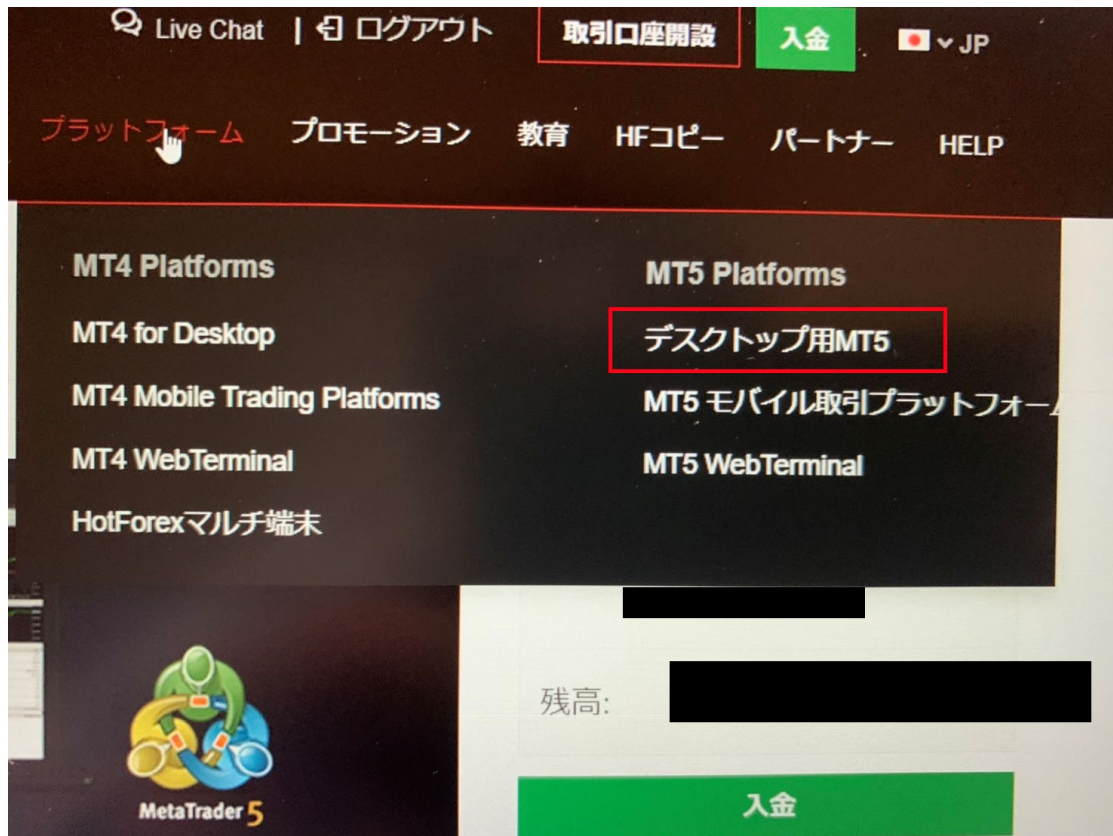 Live Chat | ログアウト 取引口座開設 入金 JP
プラットフォーム プロモーション 教育 HFコピー パートナー HELP
MT4 Platforms
MT4 for Desktop
MT4 Mobile Trading Platforms
MT4 WebTerminal
HotForexマルチ端末
MT5 Platforms
デスクトップ用MT5
MT5 モバイル取引プラットフォーム
MT5 WebTerminal
MetaTrader 5
残高:
入金